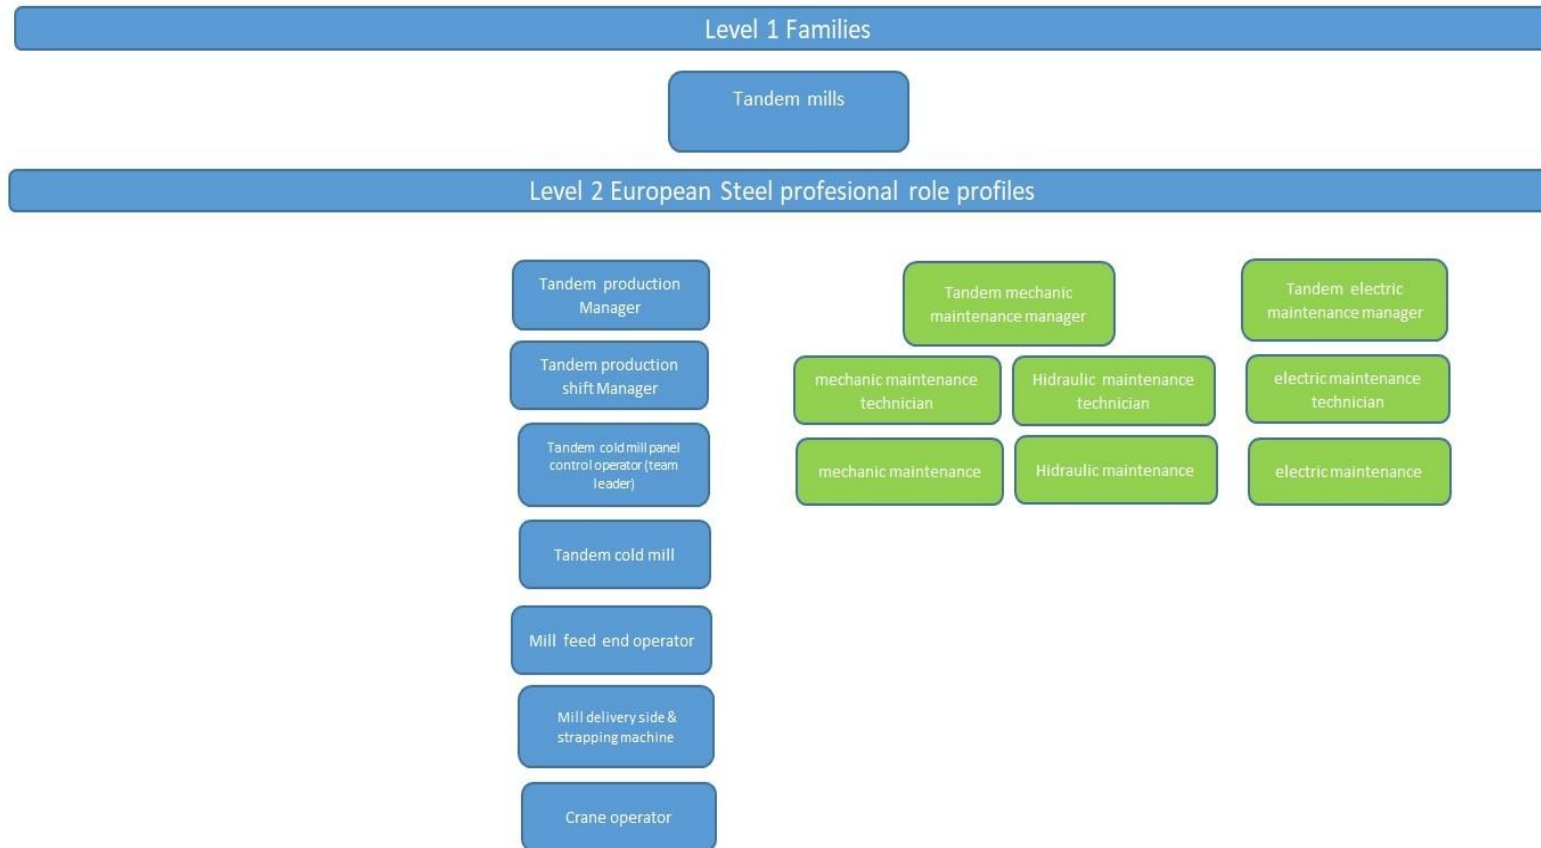 Level 1 Families
Tandem mills
Level 2 European Steel profesional role profiles
Tandem production
Manager
Tandem production
shift Manager
Tandem cold mill panel
control operator (team
leader)
Tandem cold mill
Mill feed end operator
Mill delivery side &
strapping machine
Crane operator
Tandem mechanic
maintenance manager
mechanic maintenance
technician
Hidraulic maintenance
technician
mechanic maintenance
Hidraulic maintenance
Tandem electric
maintenance manager
electric maintenance
technician
electric maintenance